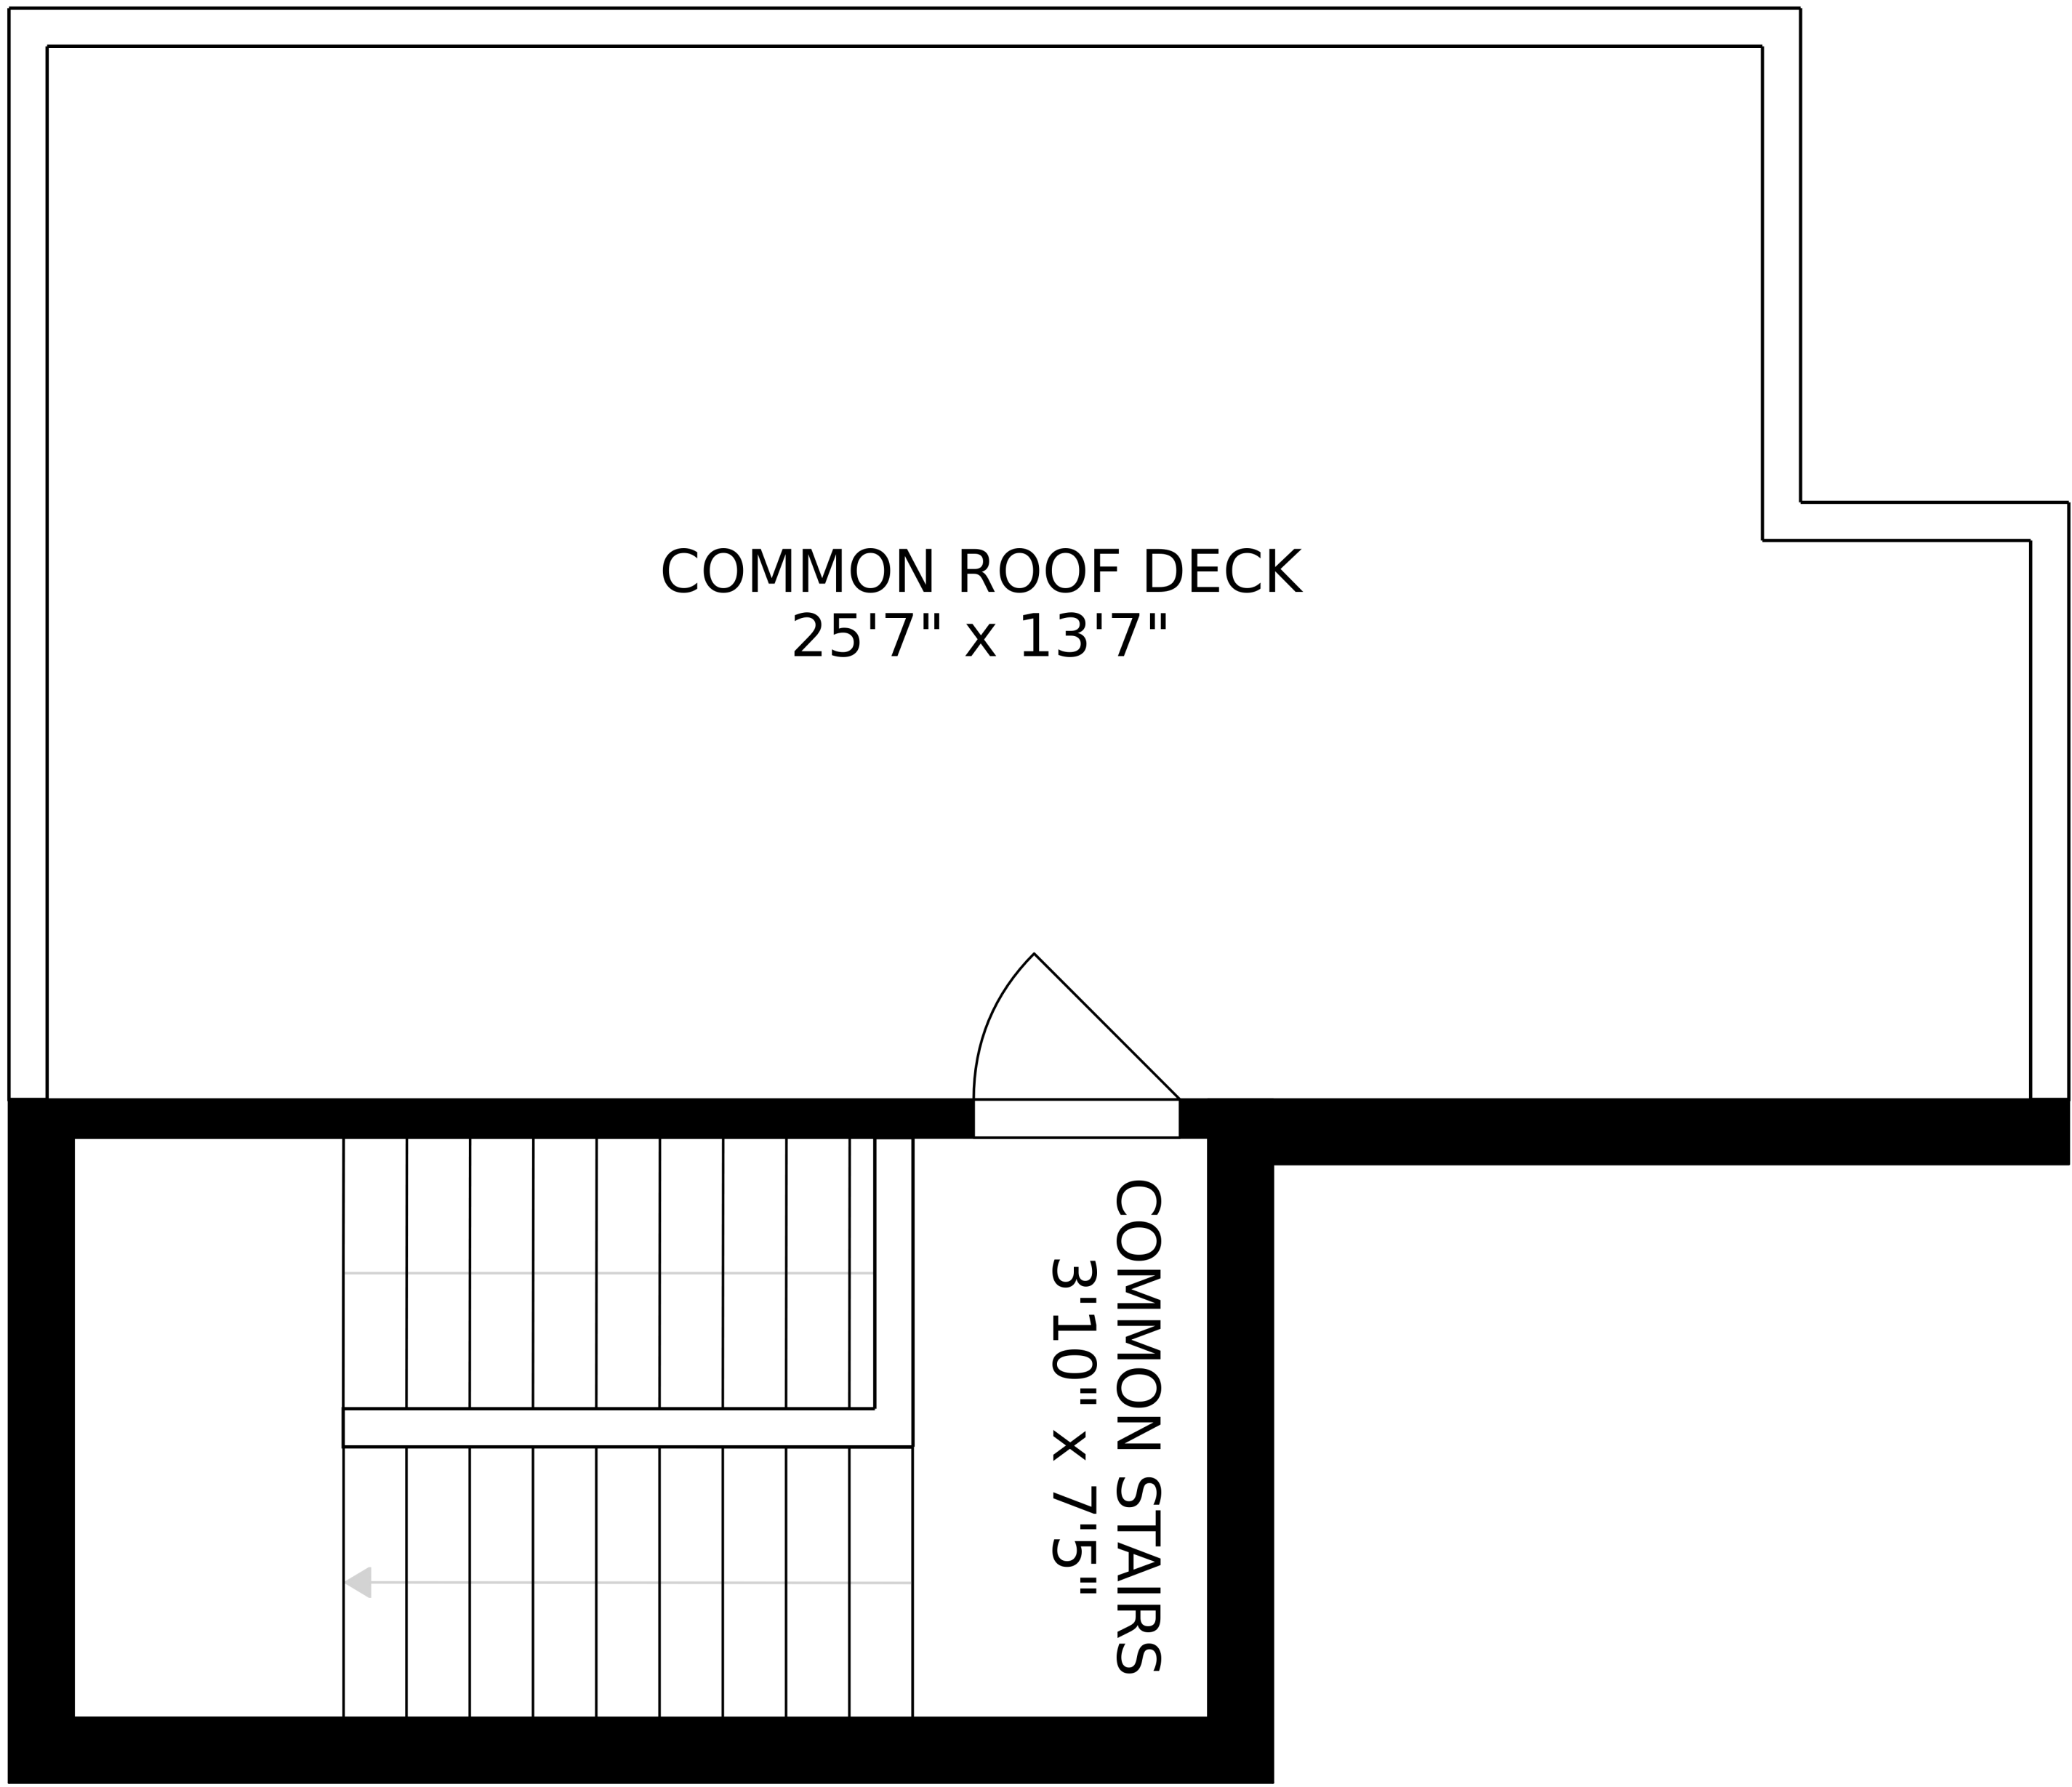 COMMON ROOF DECK
25'7" x 13'7"
COMMON STAIRS
3'10" x 7'5"